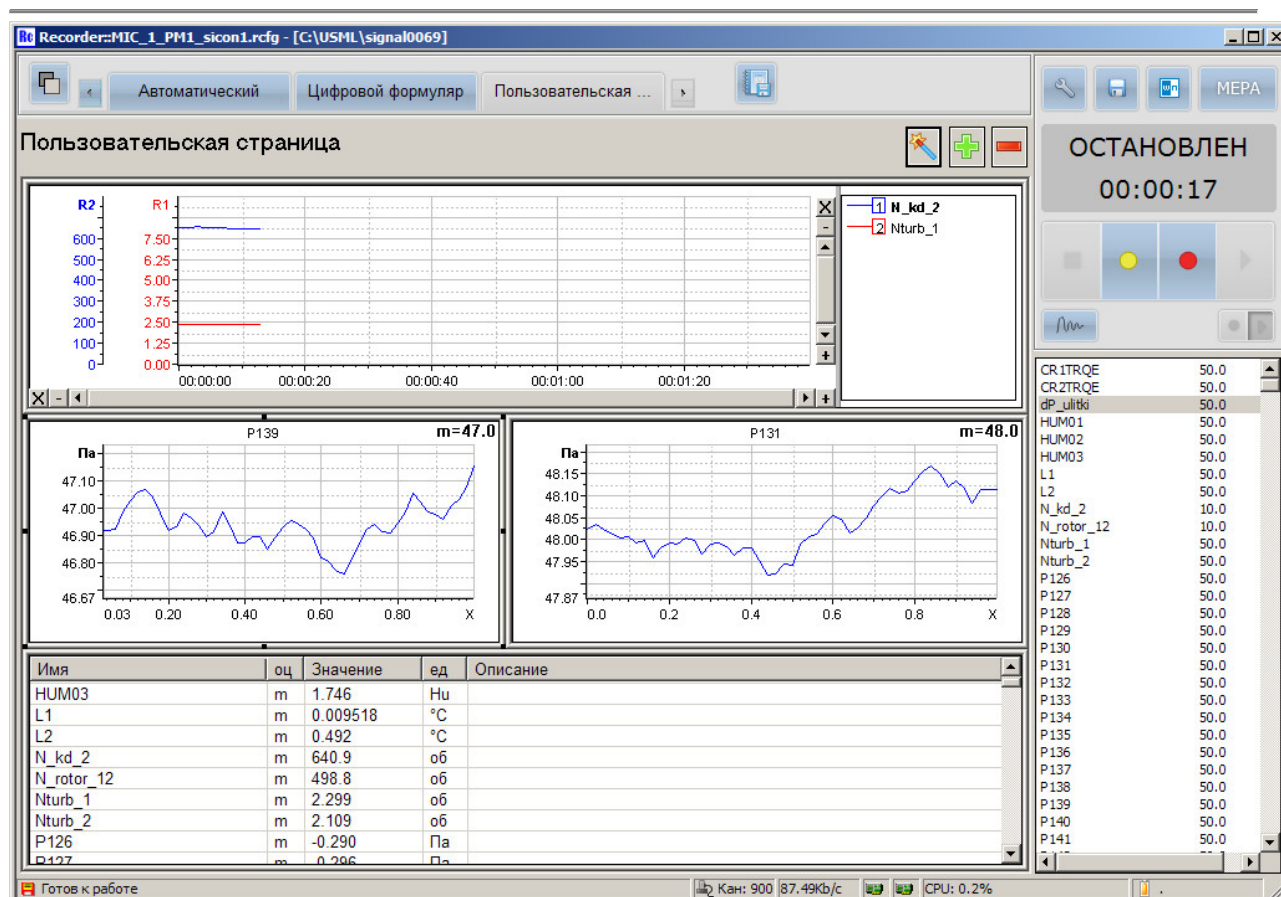 Recorder::MIC_1_PM1_sicon1.rcfg - [C:\USML\signal0069]
Автоматический
Цифровой формуляр
Пользовательская ...
МЕРА
Пользовательская страница
ОСТАНОВЛЕН
00:00:17
R2 R1
600 7.50
500 6.25
400 5.00
300 3.75
200 2.50
100 1.25
0 0.00
00:00:00 00:00:20 00:00:40 00:01:00 00:01:20
1 N_kd_2
2 Nturb_1
P139 m=47.0
Па
47.10
47.00
46.90
46.80
46.67
0.03 0.20 0.40 0.60 0.80 X
P131 m=48.0
Па
48.15
48.10
48.05
48.00
47.95
47.87
0.0 0.2 0.4 0.6 0.8 X
Имя оц Значение ед Описание
HUM03 m 1.746 Hu
L1 m 0.009518 °C
L2 m 0.492 °C
N_kd_2 m 640.9 об
N_rotor_12 m 498.8 об
Nturb_1 m 2.299 об
Nturb_2 m 2.109 об
P126 m -0.290 Па
P127 m -0.296 Па
CR1TRQE 50.0
CR2TRQE 50.0
dP_ulitki 50.0
HUM01 50.0
HUM02 50.0
HUM03 50.0
L1 50.0
L2 50.0
N_kd_2 10.0
N_rotor_12 10.0
Nturb_1 50.0
Nturb_2 50.0
P126 50.0
P127 50.0
P128 50.0
P129 50.0
P130 50.0
P131 50.0
P132 50.0
P133 50.0
P134 50.0
P135 50.0
P136 50.0
P137 50.0
P138 50.0
P139 50.0
P140 50.0
P141 50.0
Готов к работе
Кан: 900 87.49Kb/c CPU: 0.2% .